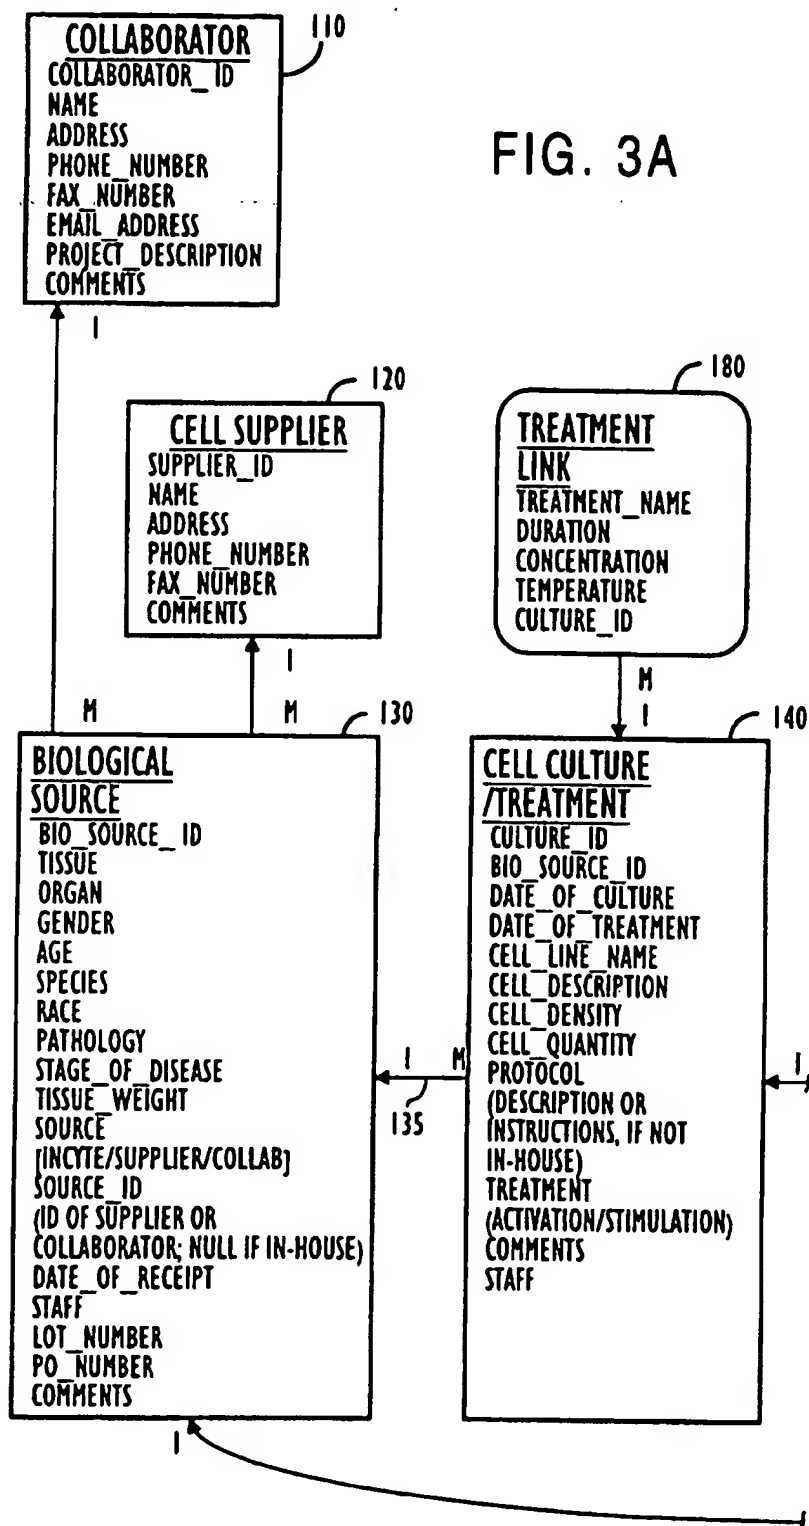 110
COLLABORATOR
COLLABORATOR_ID
NAME
ADDRESS
PHONE_NUMBER
FAX_NUMBER
EMAIL_ADDRESS
PROJECT_DESCRIPTION
COMMENTS
FIG. 3A
1
120
CELL SUPPLIER
SUPPLIER_ID
NAME
ADDRESS
PHONE_NUMBER
FAX_NUMBER
COMMENTS
1
180
TREATMENT
LINK
TREATMENT_NAME
DURATION
CONCENTRATION
TEMPERATURE
CULTURE_ID
M
1
M
M
130
BIOLOGICAL
SOURCE
BIO_SOURCE_ID
TISSUE
ORGAN
GENDER
AGE
SPECIES
RACE
PATHOLOGY
STAGE_OF_DISEASE
TISSUE_WEIGHT
SOURCE
[INCYTE/SUPPLIER/COLLAB]
SOURCE_ID
(ID OF SUPPLIER OR
COLLABORATOR; NULL IF IN-HOUSE)
DATE_OF_RECEIPT
STAFF
LOT_NUMBER
PO_NUMBER
COMMENTS
1
1
M
135
140
CELL CULTURE
/TREATMENT
CULTURE_ID
BIO_SOURCE_ID
DATE_OF_CULTURE
DATE_OF_TREATMENT
CELL_LINE_NAME
CELL_DESCRIPTION
CELL_DENSITY
CELL_QUANTITY
PROTOCOL
(DESCRIPTION OR
INSTRUCTIONS, IF NOT
IN-HOUSE)
TREATMENT
(ACTIVATION/STIMULATION)
COMMENTS
STAFF
1